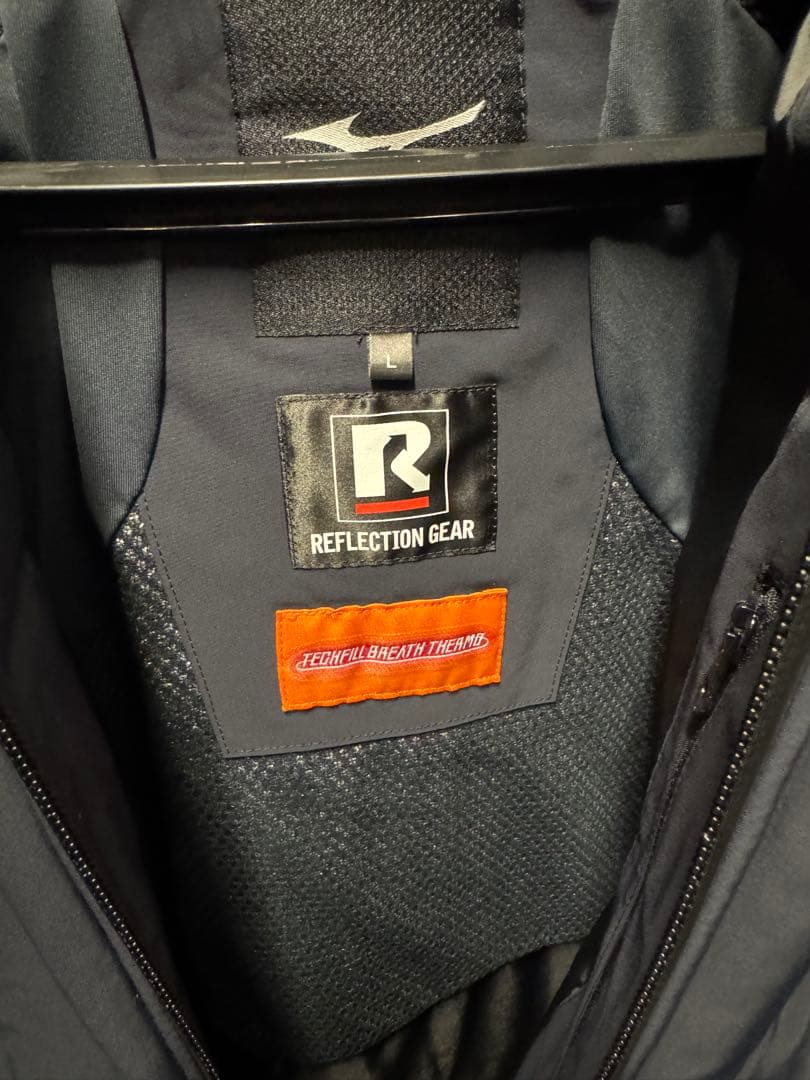 L
R
REFLECTION GEAR
TECHFILL BREATH THERMO